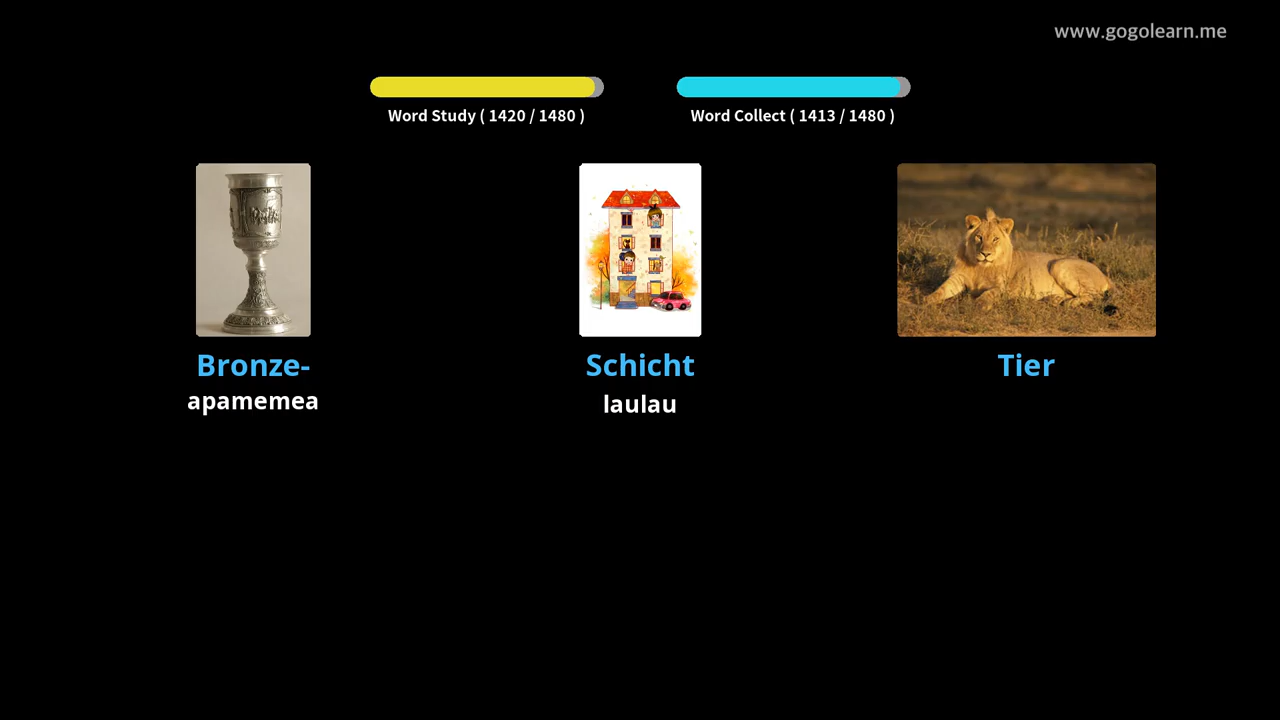 www.gogolearn.me
Word Study ( 1420 / 1480 )
Word Collect ( 1413 / 1480 )
Bronze-
apamemea
Schicht
laulau
Tier